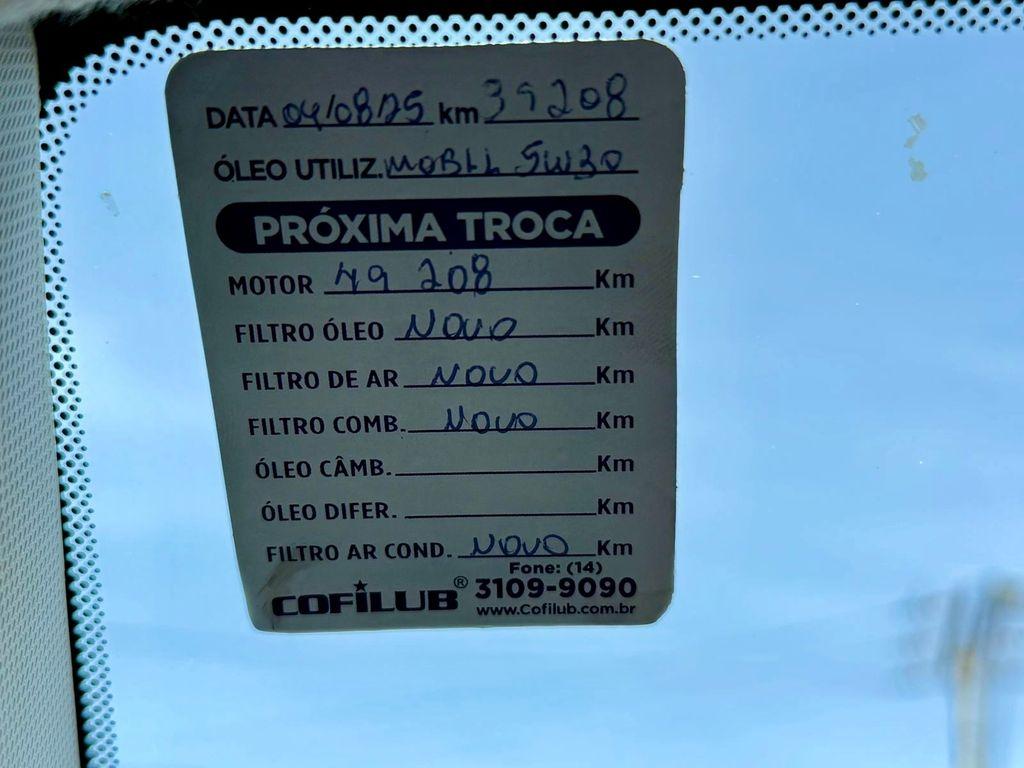 DATA 04/08/25 km 39208
ÓLEO UTILIZ. MOBIL 5W30
PRÓXIMA TROCA
MOTOR 49 208 Km
FILTRO ÓLEO NOVO Km
FILTRO DE AR NOVO Km
FILTRO COMB. NOVO Km
ÓLEO CÂMB. Km
ÓLEO DIFER. Km
FILTRO AR COND. NOVO Km
Fone: (14)
COFILUB® 3109-9090
www.Cofilub.com.br